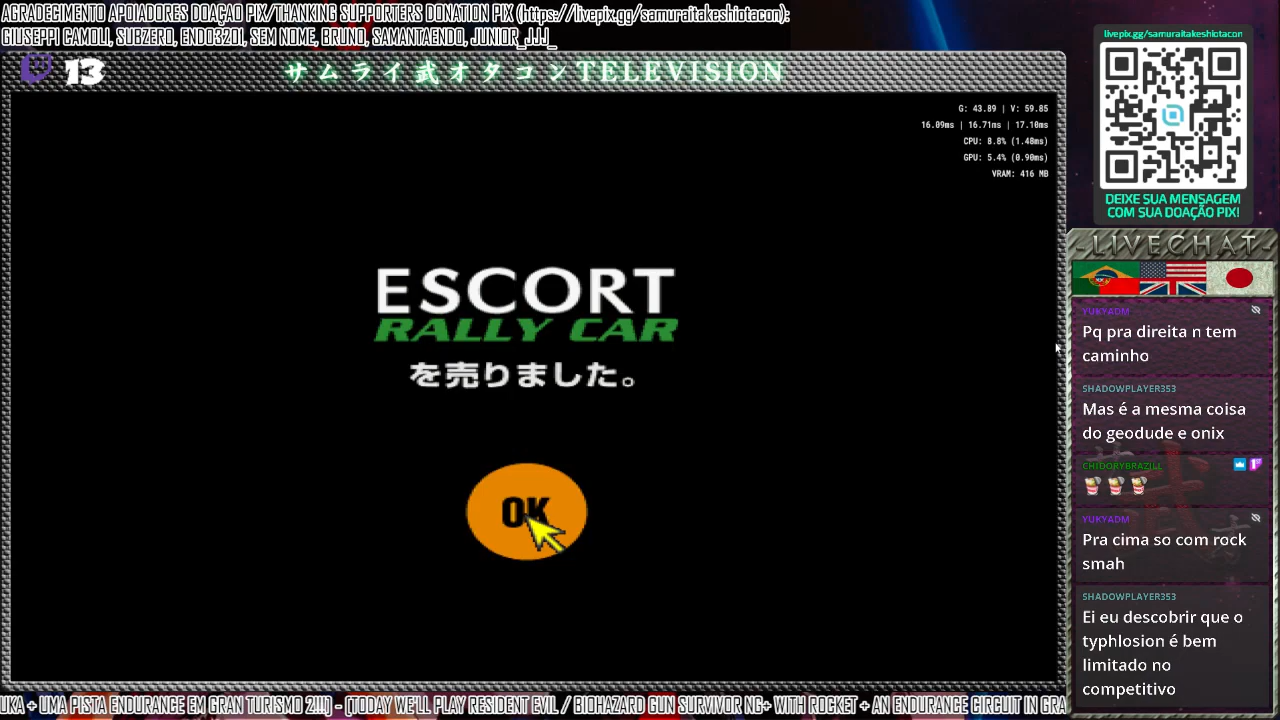 AGRADECIMENTO APOIADORES DOAÇÃO PIX/THANKING SUPPORTERS DONATION PIX (https://livepix.gg/samuraitakeshiotacon):
GIUSEPPI CAMOLI, SUBZERO, ENDO3201, SEM NOME, BRUNO, SAMANTAENDO, JUNIOR_JJJ_
13
サムライ武オタコンTELEVISION
G: 43.89 | V: 59.85
16.09ms | 16.71ms | 17.10ms
CPU: 8.8% (1.48ms)
GPU: 5.4% (0.90ms)
VRAM: 416 MB
ESCORT
RALLY CAR
を売りました。
OK
livepix.gg/samuraitakeshiotacon
DEIXE SUA MENSAGEM
COM SUA DOAÇÃO PIX!
-LIVECHAT-
YUKYADM
Pq pra direita n tem
caminho
SHADOWPLAYER353
Mas é a mesma coisa
do geodude e onix
CHIDORYBRAZILL
YUKYADM
Pra cima so com rock
smah
SHADOWPLAYER353
Ei eu descobrir que o
typhlosion é bem
limitado no
competitivo
UKA + UMA PISTA ENDURANCE EM GRAN TURISMO 2!!!!] - [TODAY WE'LL PLAY RESIDENT EVIL / BIOHAZARD GUN SURVIVOR NG+ WITH ROCKET + AN ENDURANCE CIRCUIT IN GRA